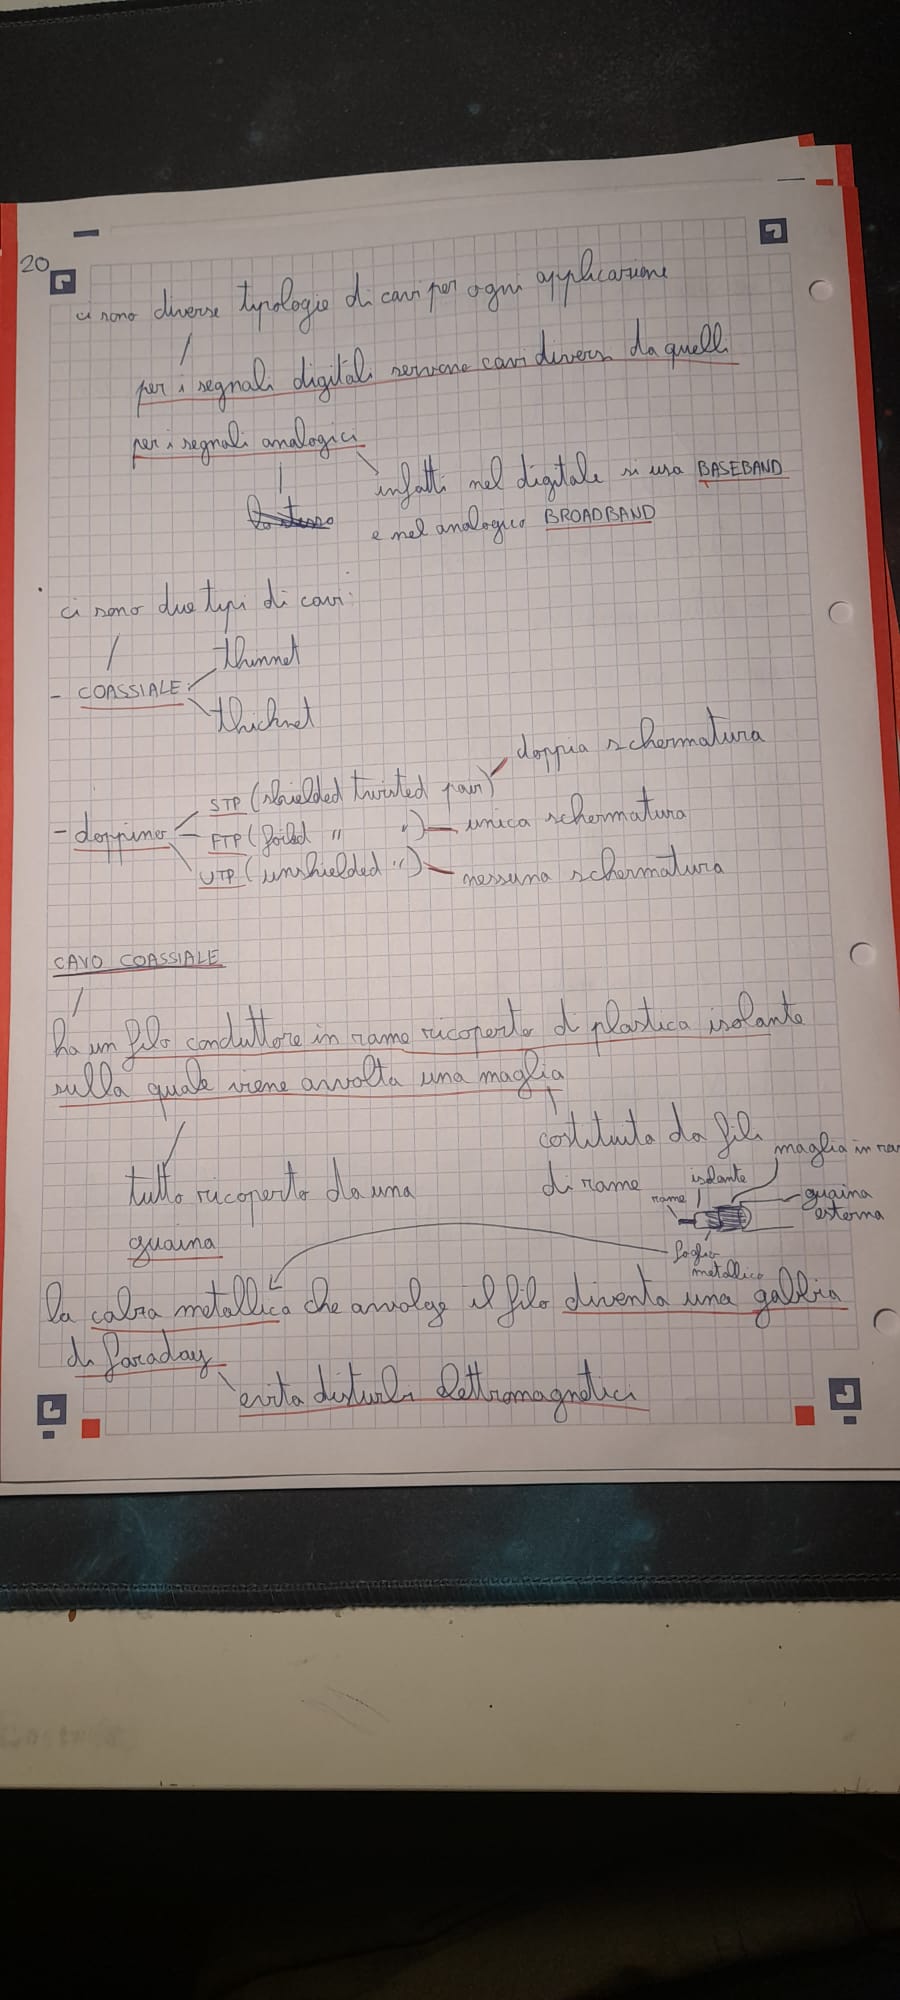 20
ci sono diverse tipologie di cavi per ogni applicazione
per i segnali digitali servono cavi diversi da quelli
per i segnali analogici
infatti nel digitale si usa BASEBAND
e nel analogico BROADBAND
lo stesso
ci sono due tipi di cavi:
thinnet
- COASSIALE:
thicknet
doppia schermatura
STP (shielded twisted pair)
- doppino
FTP (foiled " ") unica schermatura
UTP (unshielded " ) nessuna schermatura
CAVO COASSIALE
ha un filo conduttore in rame ricoperto di plastica isolante
sulla quale viene avvolta una maglia
costituita da fili
di rame
tutto ricoperto da una
guaina
maglia in ra
isolante
rame
guaina
esterna
foglio
metallico
la calza metallica che avvolge il filo diventa una gabbia
di faraday
evita disturbi elettromagnetici